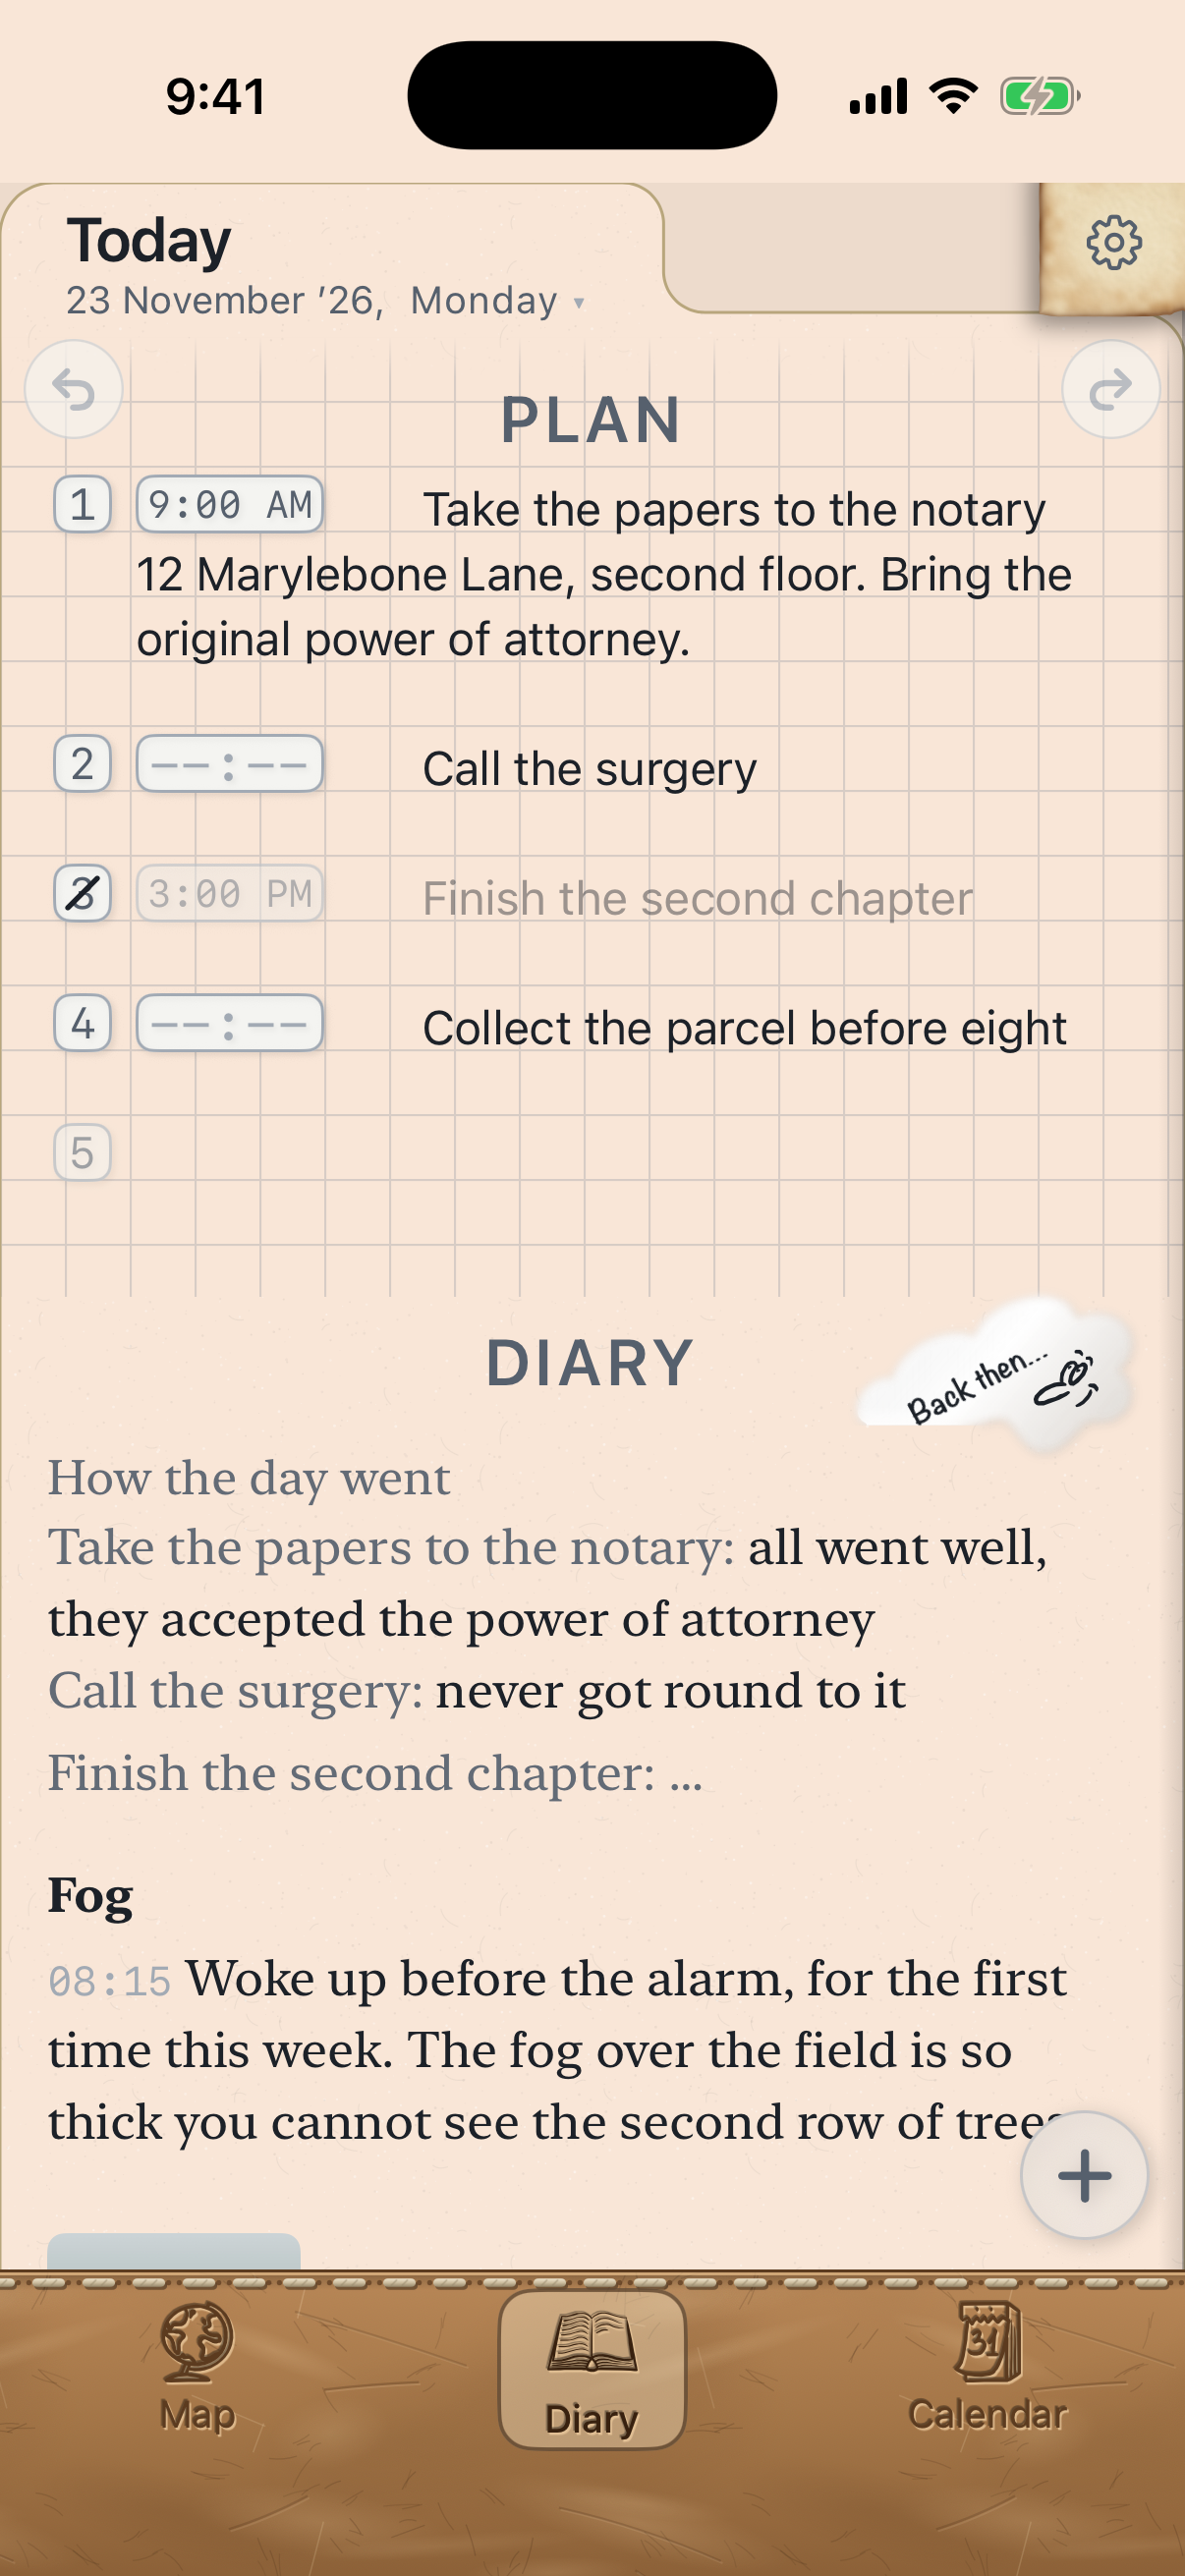 9:41
Today
23 November ’26, Monday
PLAN
1 9:00 AM Take the papers to the notary
12 Marylebone Lane, second floor. Bring the
original power of attorney.
2 --:-- Call the surgery
3 3:00 PM Finish the second chapter
4 --:-- Collect the parcel before eight
5
DIARY
Back then...
How the day went
Take the papers to the notary: all went well,
they accepted the power of attorney
Call the surgery: never got round to it
Finish the second chapter: ...
Fog
08:15 Woke up before the alarm, for the first
time this week. The fog over the field is so
thick you cannot see the second row of trees
31
Map
Diary
Calendar